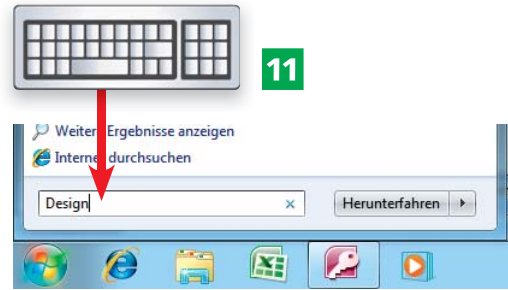 11
Weitere Ergebnisse anzeigen
Internet durchsuchen
Design
Herunterfahren